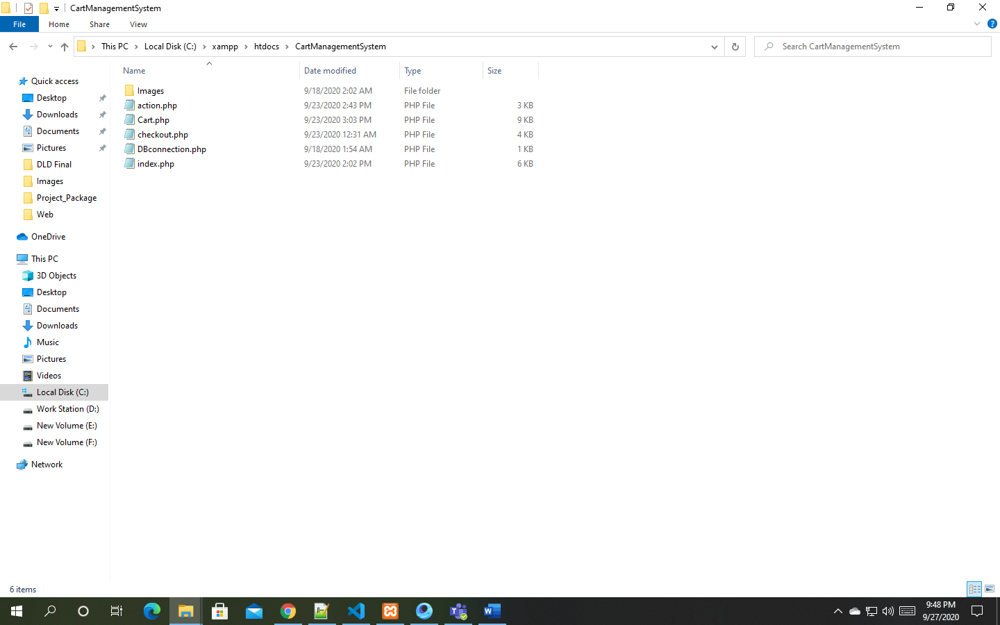 CartManagementSystem
File Home Share View
This PC Local Disk (C:) xampp htdocs CartManagementSystem
Search CartManagementSystem
Name Date modified Type Size
Images 9/18/2020 2:02 AM File folder
action.php 9/23/2020 2:43 PM PHP File 3 KB
Cart.php 9/23/2020 3:03 PM PHP File 9 KB
checkout.php 9/23/2020 12:31 AM PHP File 4 KB
DBconnection.php 9/18/2020 1:54 AM PHP File 1 KB
index.php 9/23/2020 2:02 PM PHP File 6 KB
Quick access
Desktop
Downloads
Documents
Pictures
DLD Final
Images
Project_Package
Web
OneDrive
This PC
3D Objects
Desktop
Documents
Downloads
Music
Pictures
Videos
Local Disk (C:)
Work Station (D:)
New Volume (E:)
New Volume (F:)
Network
6 items
9:48 PM
9/27/2020